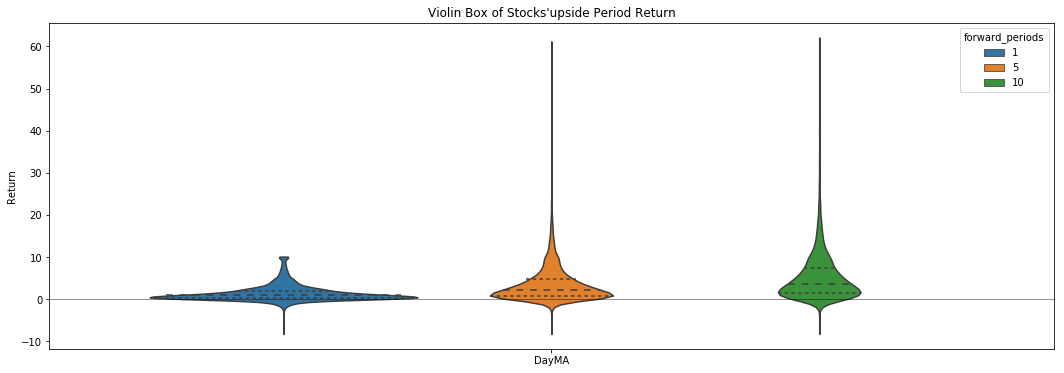 Violin Box of Stocks'upside Period Return
forward_periods
1
5
10
60
50
40
30
20
10
0
−10
Return
DayMA